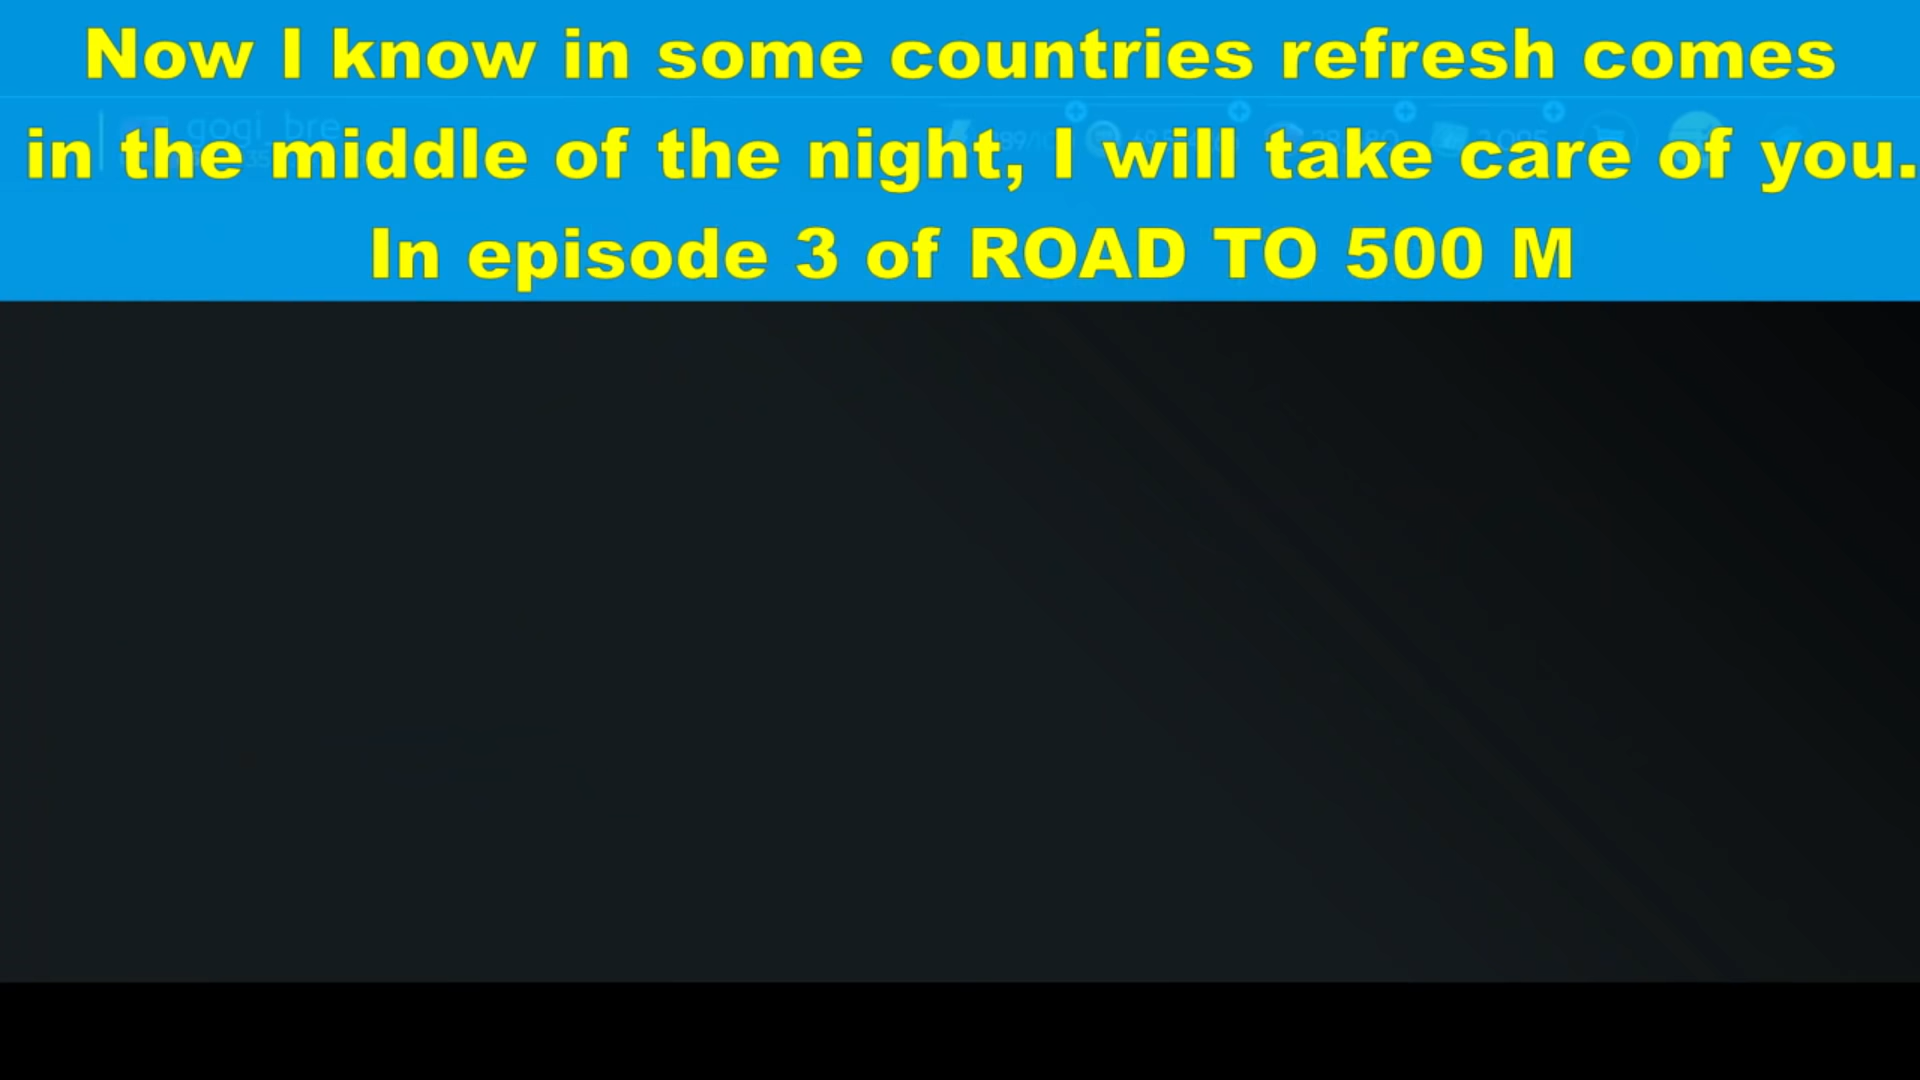 Now I know in some countries refresh comes
in the middle of the night, I will take care of you.
In episode 3 of ROAD TO 500 M
gogi_bre